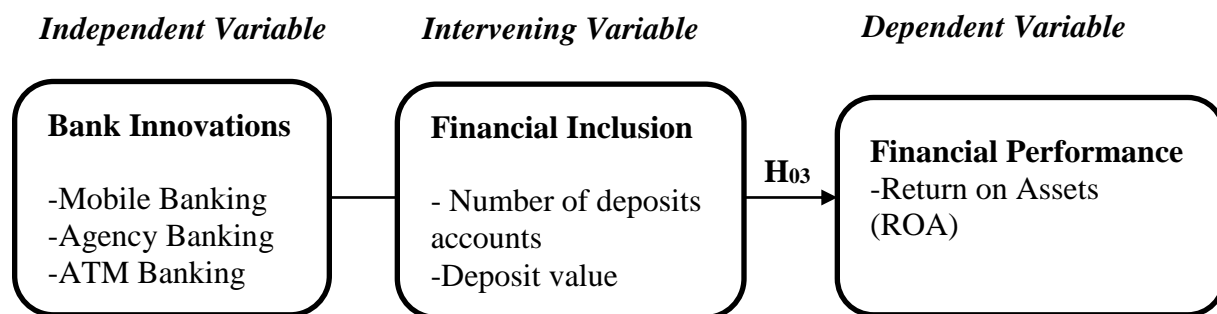 Independent Variable
Intervening Variable
Dependent Variable
Bank Innovations
-Mobile Banking
-Agency Banking
-ATM Banking
Financial Inclusion
- Number of deposits
accounts
-Deposit value
H03
Financial Performance
-Return on Assets
(ROA)